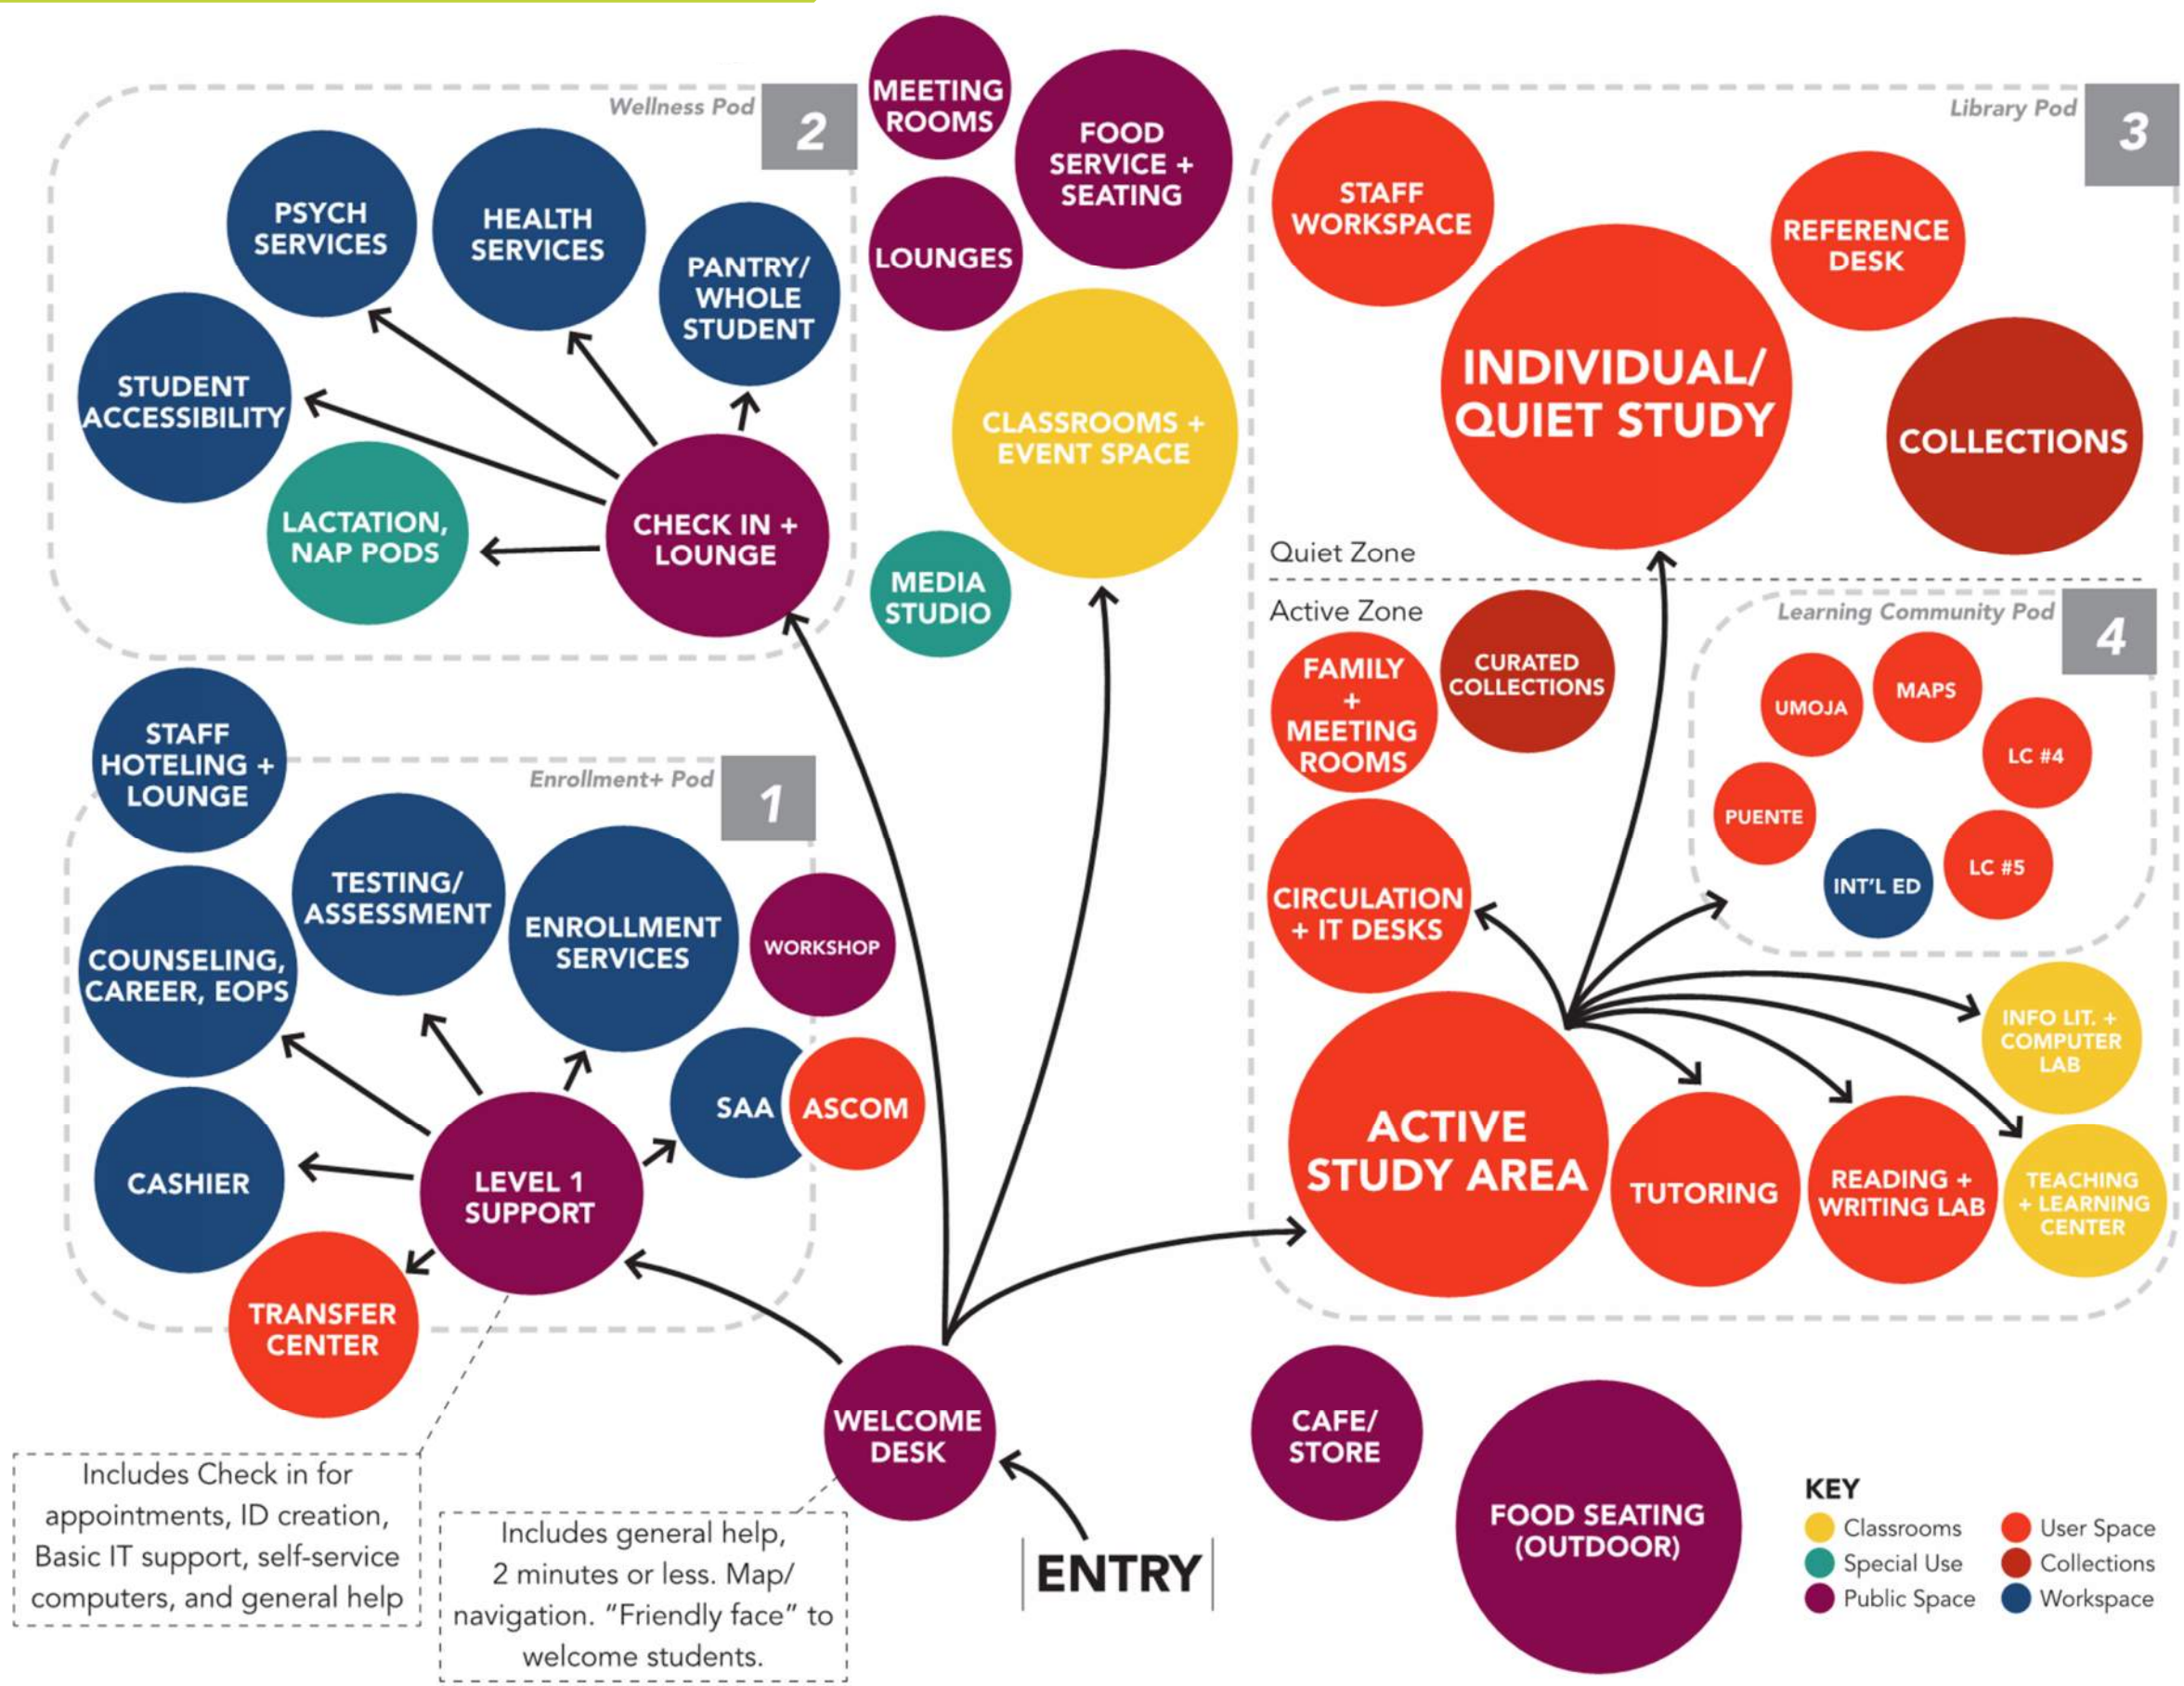 Wellness Pod
2
PSYCH
SERVICES
HEALTH
SERVICES
PANTRY/
WHOLE
STUDENT
STUDENT
ACCESSIBILITY
LACTATION,
NAP PODS
CHECK IN +
LOUNGE
MEETING
ROOMS
FOOD
SERVICE +
SEATING
LOUNGES
CLASSROOMS +
EVENT SPACE
MEDIA
STUDIO
Library Pod
3
STAFF
WORKSPACE
REFERENCE
DESK
INDIVIDUAL/
QUIET STUDY
COLLECTIONS
Quiet Zone
Active Zone
FAMILY
+
MEETING
ROOMS
CURATED
COLLECTIONS
Learning Community Pod
4
UMOJA
MAPS
LC #4
PUENTE
INT'L ED
LC #5
CIRCULATION
+ IT DESKS
ACTIVE
STUDY AREA
TUTORING
READING +
WRITING LAB
INFO LIT. +
COMPUTER
LAB
TEACHING
+ LEARNING
CENTER
STAFF
HOTELING +
LOUNGE
Enrollment+ Pod
1
TESTING/
ASSESSMENT
ENROLLMENT
SERVICES
WORKSHOP
COUNSELING,
CAREER, EOPS
SAA
ASCOM
CASHIER
LEVEL 1
SUPPORT
TRANSFER
CENTER
WELCOME
DESK
Includes Check in for
appointments, ID creation,
Basic IT support, self-service
computers, and general help
Includes general help,
2 minutes or less. Map/
navigation. "Friendly face" to
welcome students.
ENTRY
CAFE/
STORE
FOOD SEATING
(OUTDOOR)
KEY
Classrooms
Special Use
Public Space
User Space
Collections
Workspace